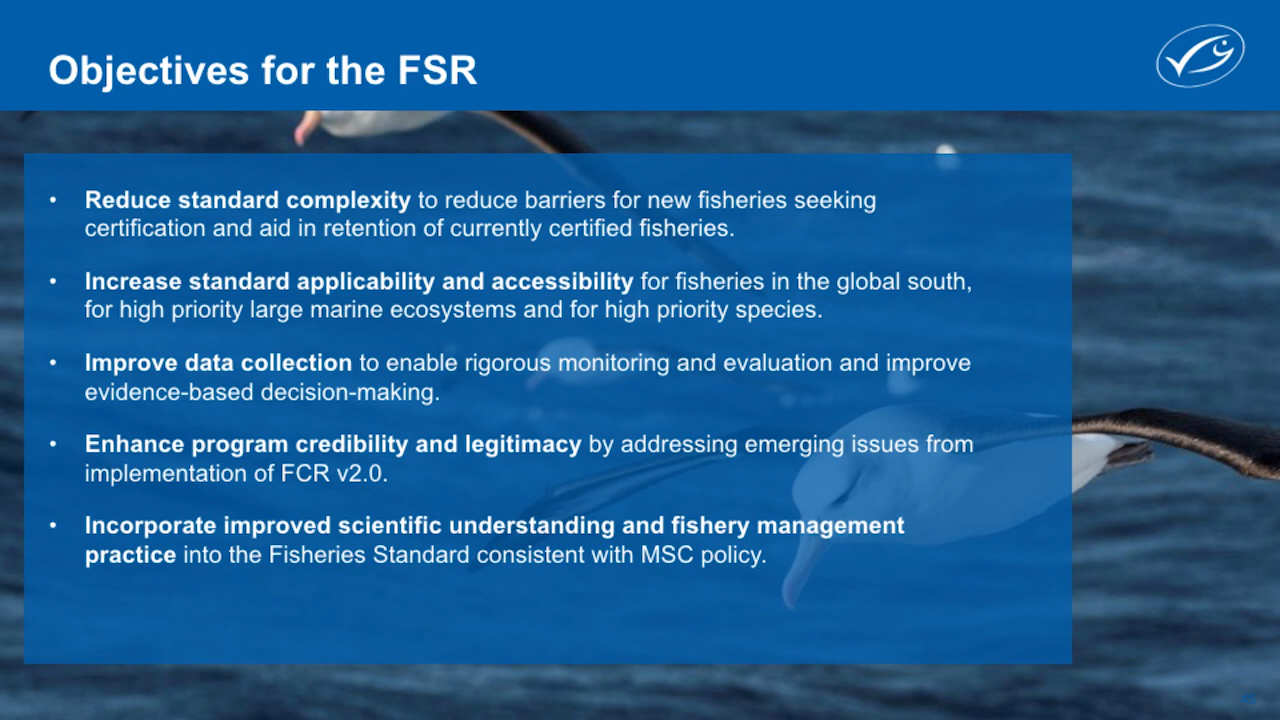 Objectives for the FSR
• Reduce standard complexity to reduce barriers for new fisheries seeking
certification and aid in retention of currently certified fisheries.
• Increase standard applicability and accessibility for fisheries in the global south,
for high priority large marine ecosystems and for high priority species.
• Improve data collection to enable rigorous monitoring and evaluation and improve
evidence-based decision-making.
• Enhance program credibility and legitimacy by addressing emerging issues from
implementation of FCR v2.0.
• Incorporate improved scientific understanding and fishery management
practice into the Fisheries Standard consistent with MSC policy.